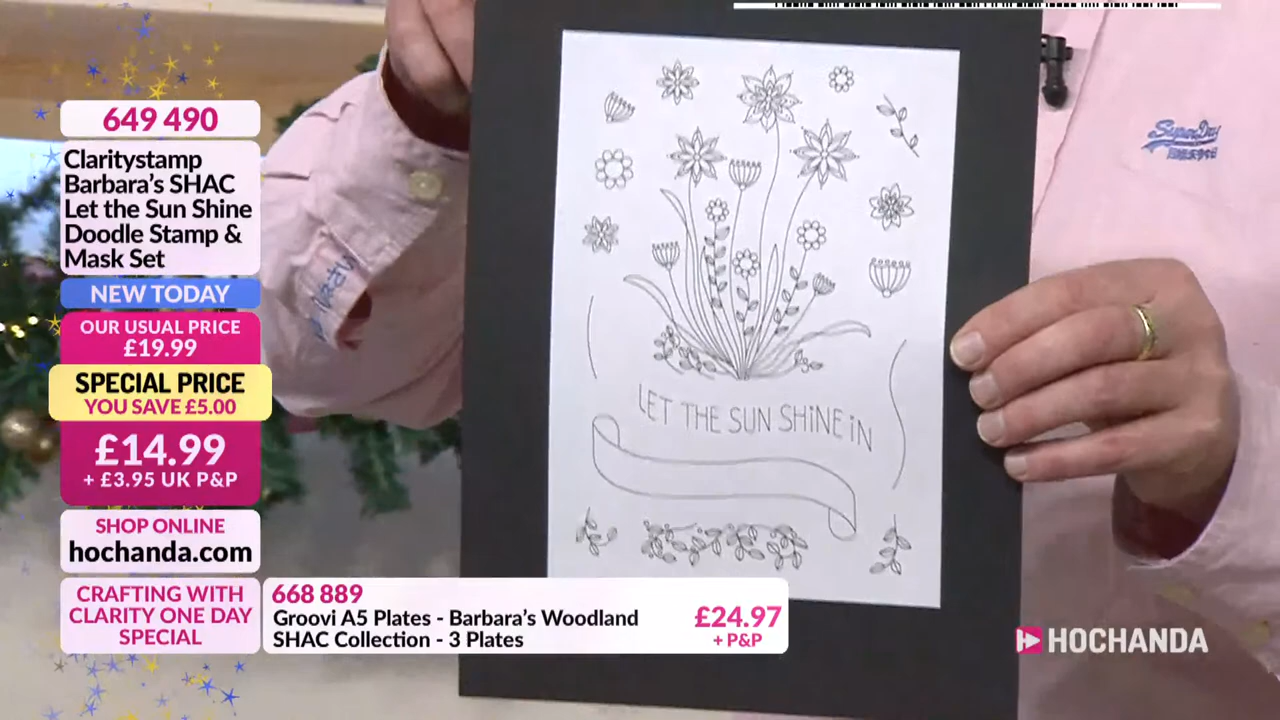 649 490
Claritystamp
Barbara's SHAC
Let the Sun Shine
Doodle Stamp &
Mask Set
NEW TODAY
OUR USUAL PRICE
£19.99
SPECIAL PRICE
YOU SAVE £5.00
£14.99
+ £3.95 UK P&P
SHOP ONLINE
hochanda.com
CRAFTING WITH
CLARITY ONE DAY
SPECIAL
668 889
Groovi A5 Plates - Barbara's Woodland
SHAC Collection - 3 Plates
£24.97
+ P&P
LET THE SUN SHINE iN
HOCHANDA